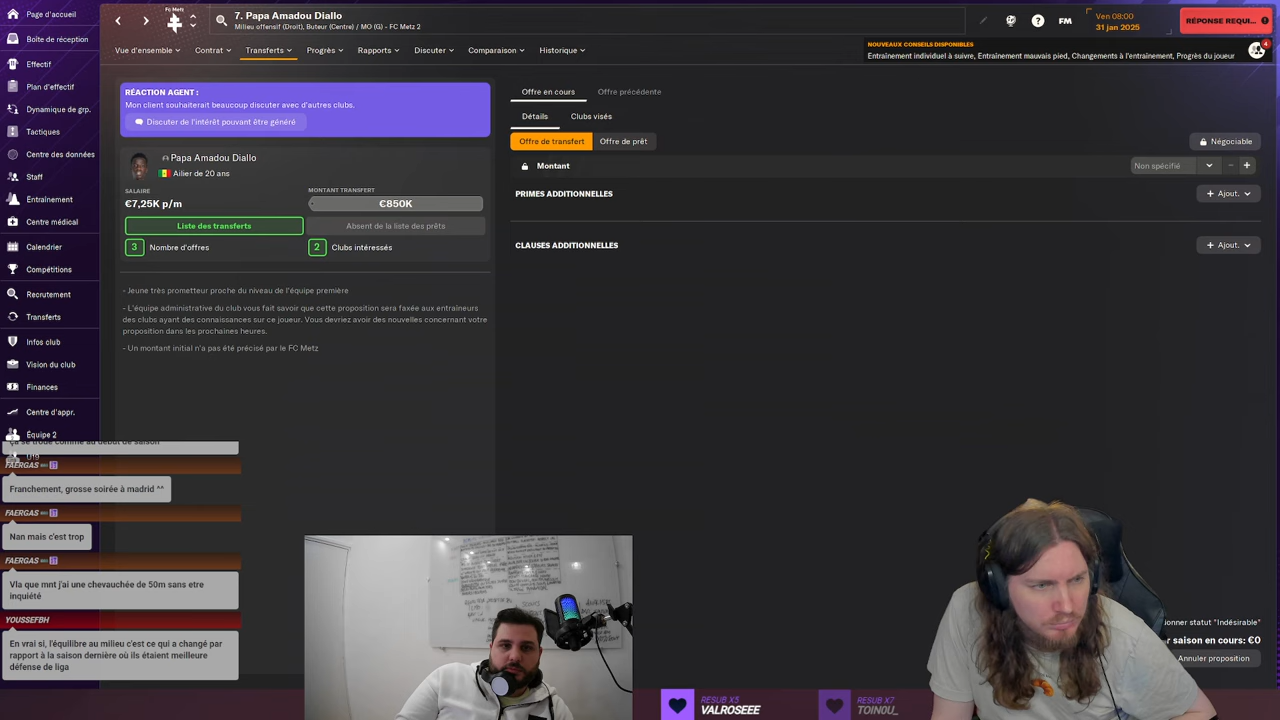 Page d'accueil
Boîte de réception
Effectif
Plan d'effectif
Dynamique de grp.
Tactiques
Centre des données
Staff
Entraînement
Centre médical
Calendrier
Compétitions
Recrutement
Transferts
Infos club
Vision du club
Finances
Centre d'appr.
Équipe 2
U19
Fc Metz
7. Papa Amadou Diallo
Milieu offensif (Droit), Buteur (Centre) / MO (G) - FC Metz 2
FM
Ven 08:00
31 jan 2025
RÉPONSE REQUI...
Vue d'ensemble
Contrat
Transferts
Progrès
Rapports
Discuter
Comparaison
Historique
NOUVEAUX CONSEILS DISPONIBLES
Entraînement individuel à suivre, Entraînement mauvais pied, Changements à l'entraînement, Progrès du joueur
4
RÉACTION AGENT :
Mon client souhaiterait beaucoup discuter avec d'autres clubs.
Discuter de l'intérêt pouvant être généré
Papa Amadou Diallo
Ailier de 20 ans
SALAIRE
€7,25K p/m
MONTANT TRANSFERT
€850K
Liste des transferts
Absent de la liste des prêts
3 Nombre d'offres
2 Clubs intéressés
- Jeune très prometteur proche du niveau de l'équipe première
- L'équipe administrative du club vous fait savoir que cette proposition sera faxée aux entraîneurs
des clubs ayant des connaissances sur ce joueur. Vous devriez avoir des nouvelles concernant votre
proposition dans les prochaines heures.
- Un montant initial n'a pas été précisé par le FC Metz
Offre en cours
Offre précédente
Détails
Clubs visés
Offre de transfert
Offre de prêt
Négociable
Montant
Non spécifié
PRIMES ADDITIONNELLES
Ajout.
CLAUSES ADDITIONNELLES
Ajout.
FAERGAS
Franchement, grosse soirée à madrid ^^
FAERGAS
Nan mais c'est trop
FAERGAS
Vla que mnt j'ai une chevauchée de 50m sans etre
inquiété
YOUSSEFBH
En vrai si, l'équilibre au milieu c'est ce qui a changé par
rapport à la saison dernière où ils étaient meilleure
défense de liga
onner statut "Indésirable"
r saison en cours: €0
Annuler proposition
RESUB X5
VALROSEEE
RESUB X7
TOIN0U_